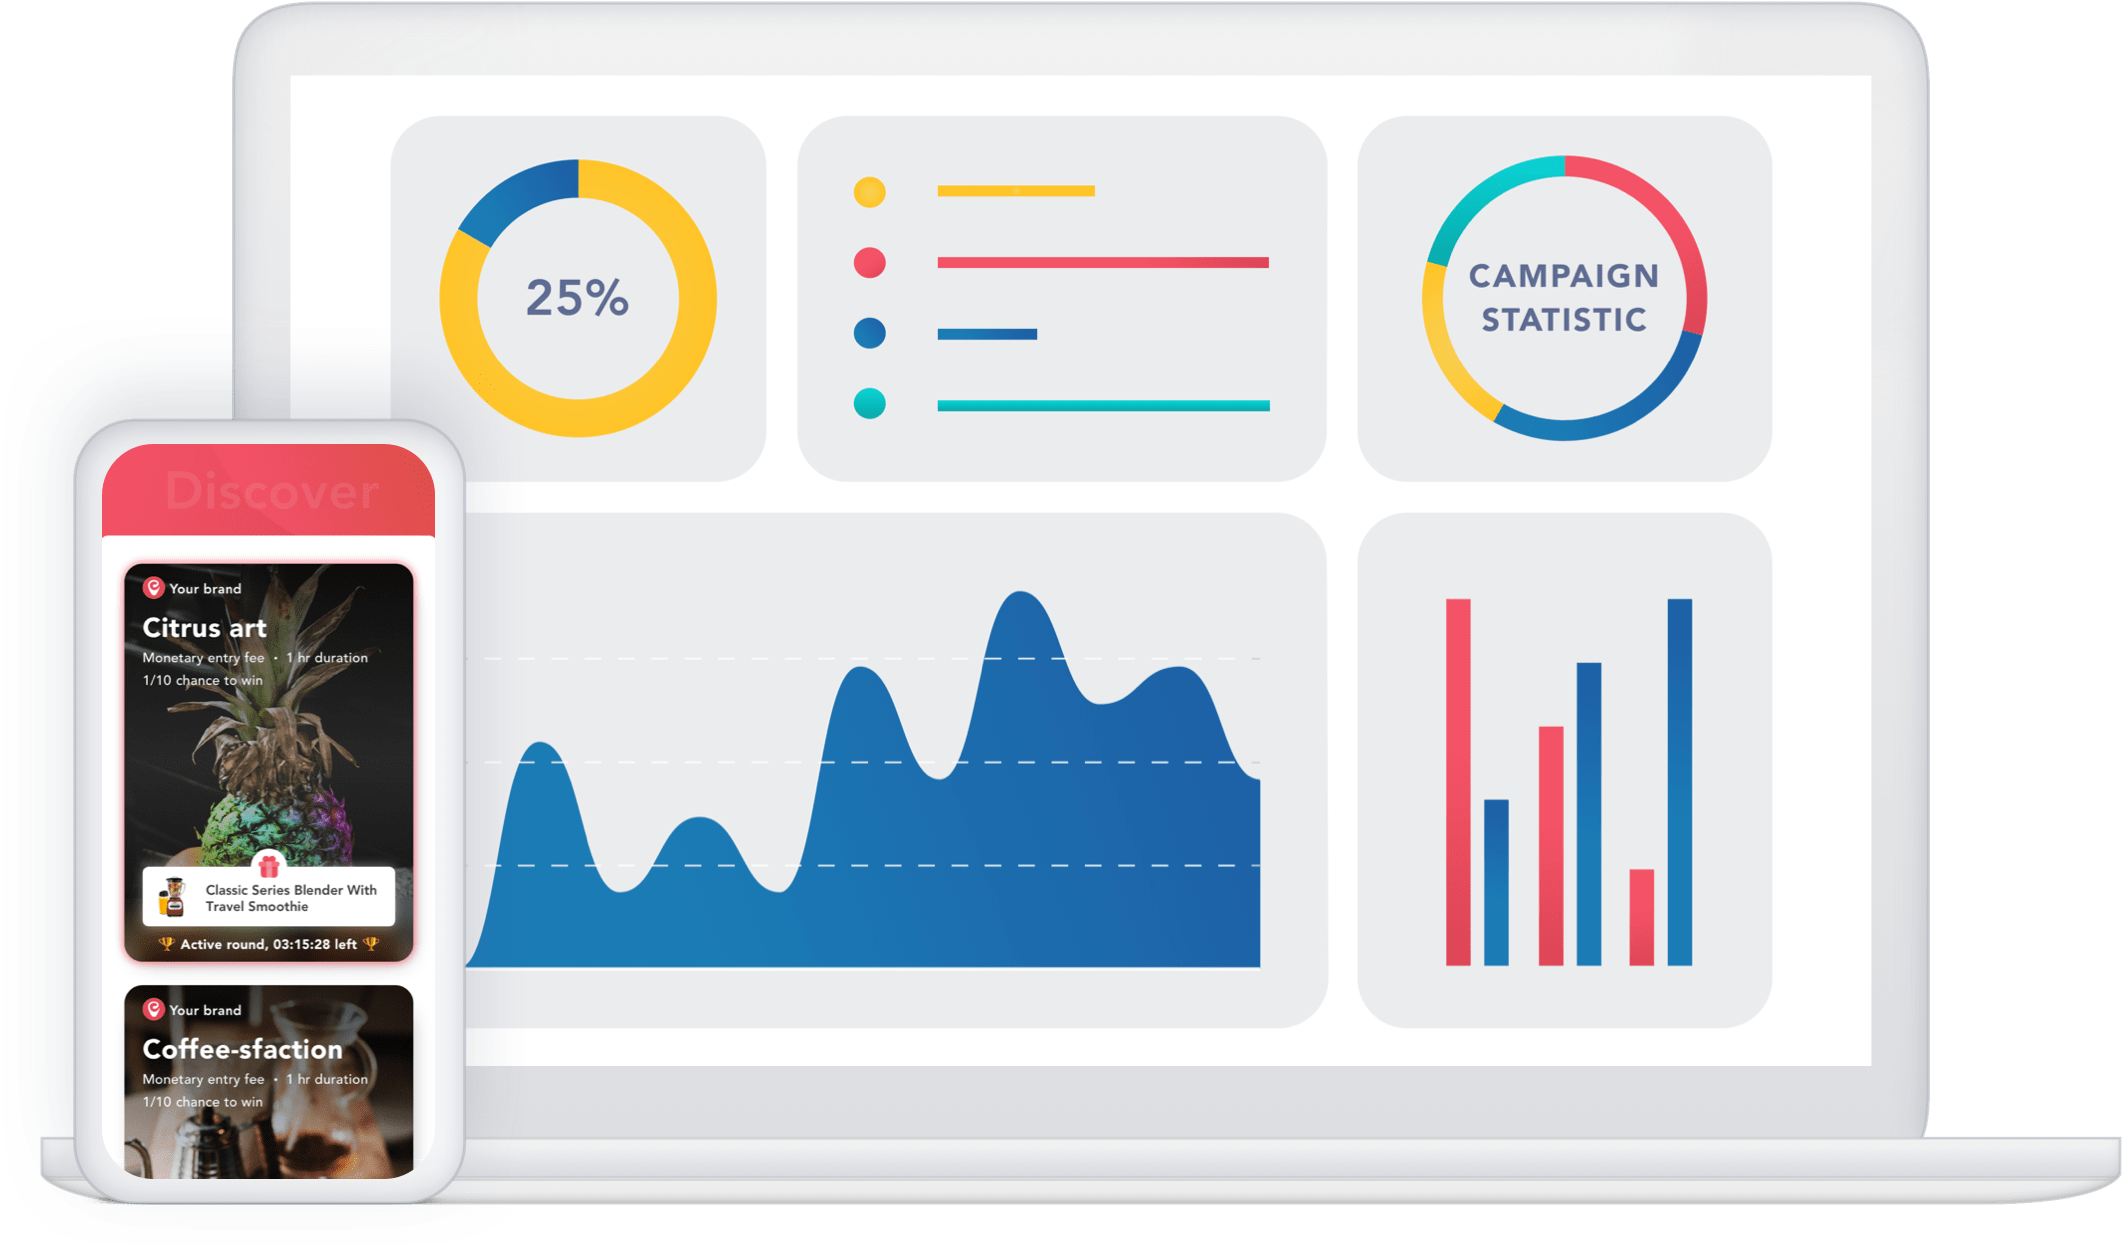 25%
CAMPAIGN
STATISTIC
Discover
Your brand
Citrus art
Monetary entry fee • 1 hr duration
1/10 chance to win
Classic Series Blender With
Travel Smoothie
Active round, 03:15:28 left
Your brand
Coffee-sfaction
Monetary entry fee • 1 hr duration
1/10 chance to win